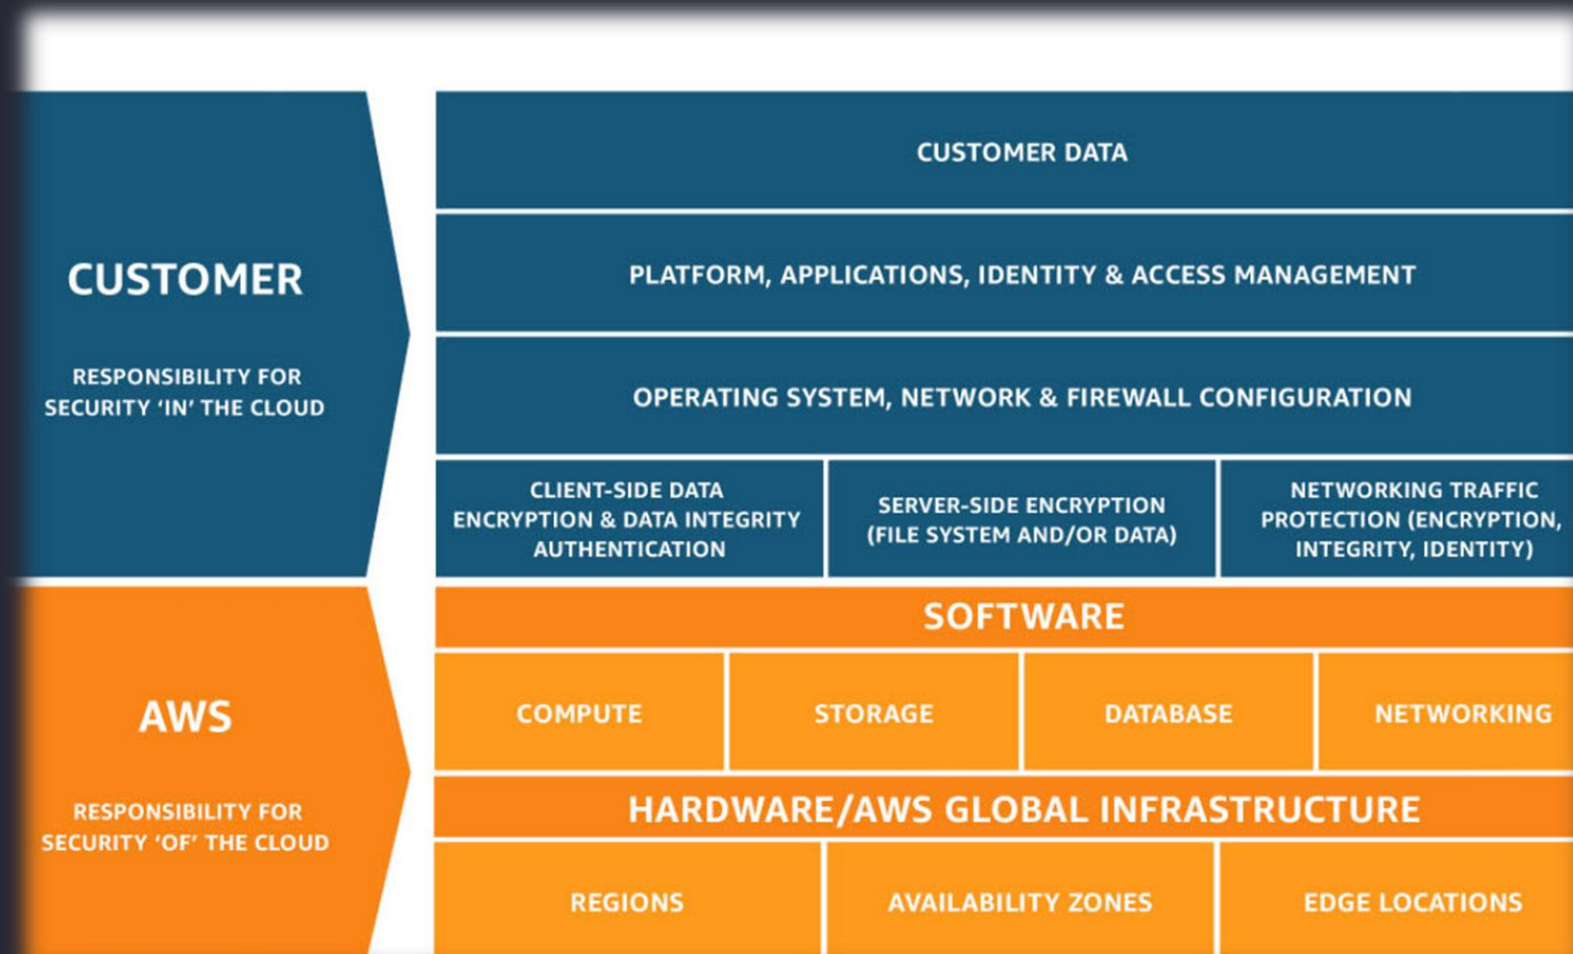 CUSTOMER
RESPONSIBILITY FOR
SECURITY ‘IN’ THE CLOUD
CUSTOMER DATA
PLATFORM, APPLICATIONS, IDENTITY & ACCESS MANAGEMENT
OPERATING SYSTEM, NETWORK & FIREWALL CONFIGURATION
CLIENT-SIDE DATA
ENCRYPTION & DATA INTEGRITY
AUTHENTICATION
SERVER-SIDE ENCRYPTION
(FILE SYSTEM AND/OR DATA)
NETWORKING TRAFFIC
PROTECTION (ENCRYPTION,
INTEGRITY, IDENTITY)
AWS
RESPONSIBILITY FOR
SECURITY ‘OF’ THE CLOUD
SOFTWARE
COMPUTE
STORAGE
DATABASE
NETWORKING
HARDWARE/AWS GLOBAL INFRASTRUCTURE
REGIONS
AVAILABILITY ZONES
EDGE LOCATIONS